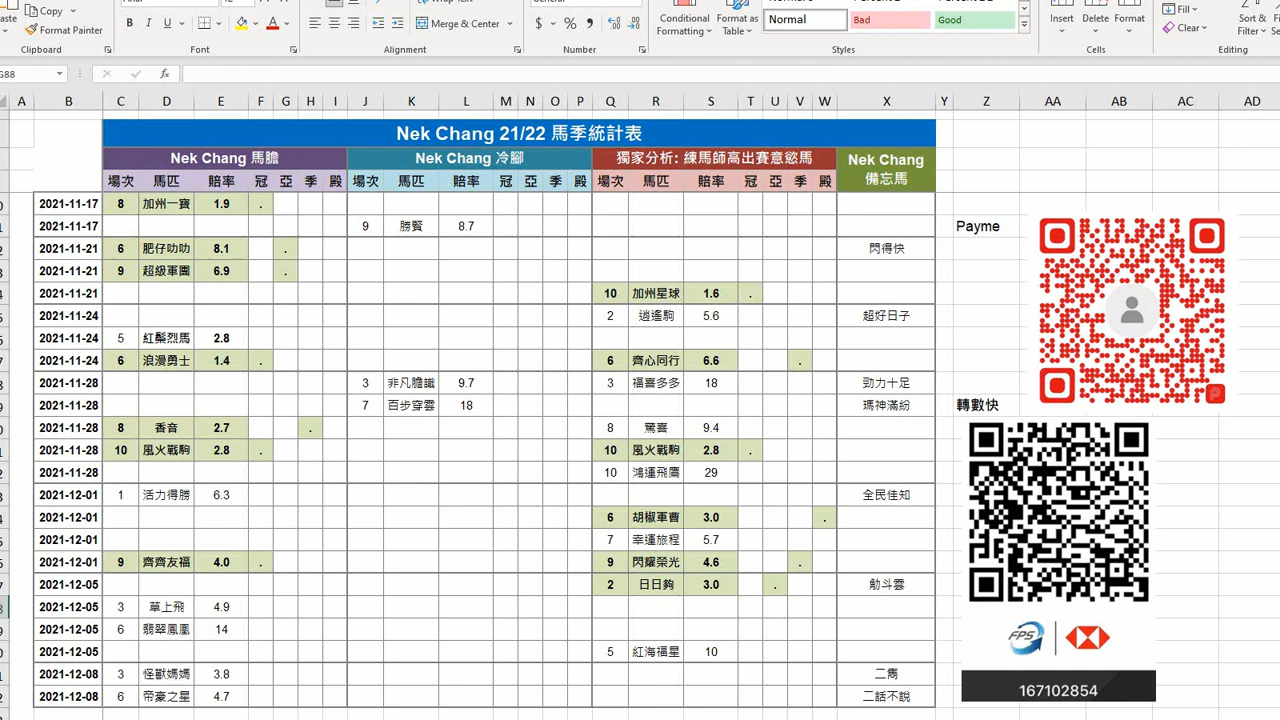 Copy
Format Painter
B I U
Merge & Center
$ % 9
Conditional Formatting
Format as Table
Normal
Bad
Good
Insert
Delete
Format
Fill
Clear
Sort &
Filter
Clipboard
Font
Alignment
Number
Styles
Cells
Editing
G88
fx
A B C D E F G H I J K L M N O P Q R S T U V W X Y Z AA AB AC AD
Nek Chang 21/22 馬季統計表
Nek Chang 馬膽
Nek Chang 冷腳
獨家分析: 練馬師高出賽意慾馬
Nek Chang
備忘馬
場次 馬匹 賠率 冠 亞 季 殿 場次 馬匹 賠率 冠 亞 季 殿 場次 馬匹 賠率 冠 亞 季 殿
2021-11-17 8 加州一寶 1.9 .
2021-11-17 9 勝賢 8.7
2021-11-21 6 肥仔叻叻 8.1 . 閃得快
2021-11-21 9 超級軍團 6.9 .
2021-11-21 10 加州星球 1.6 .
2021-11-24 2 逍遙駒 5.6 超好日子
2021-11-24 5 紅鬃烈馬 2.8
2021-11-24 6 浪漫勇士 1.4 . 6 齊心同行 6.6 .
2021-11-28 3 非凡膽識 9.7 3 福喜多多 18 勁力十足
2021-11-28 7 百步穿雲 18 瑪神滿紛
2021-11-28 8 香音 2.7 . 8 驚喜 9.4
2021-11-28 10 風火戰駒 2.8 . 10 風火戰駒 2.8 .
2021-11-28 10 鴻運飛鷹 29
2021-12-01 1 活力得勝 6.3 全民佳知
2021-12-01 6 胡椒軍曹 3.0 .
2021-12-01 7 幸運旅程 5.7
2021-12-01 9 齊齊友福 4.0 . 9 閃耀榮光 4.6 .
2021-12-05 2 日日夠 3.0 . 觔斗雲
2021-12-05 3 草上飛 4.9
2021-12-05 6 翡翠鳳凰 14
2021-12-05 5 紅海福星 10
2021-12-08 3 怪獸媽媽 3.8 二雋
2021-12-08 6 帝豪之星 4.7 二話不說
Payme
轉數快
FPS
167102854